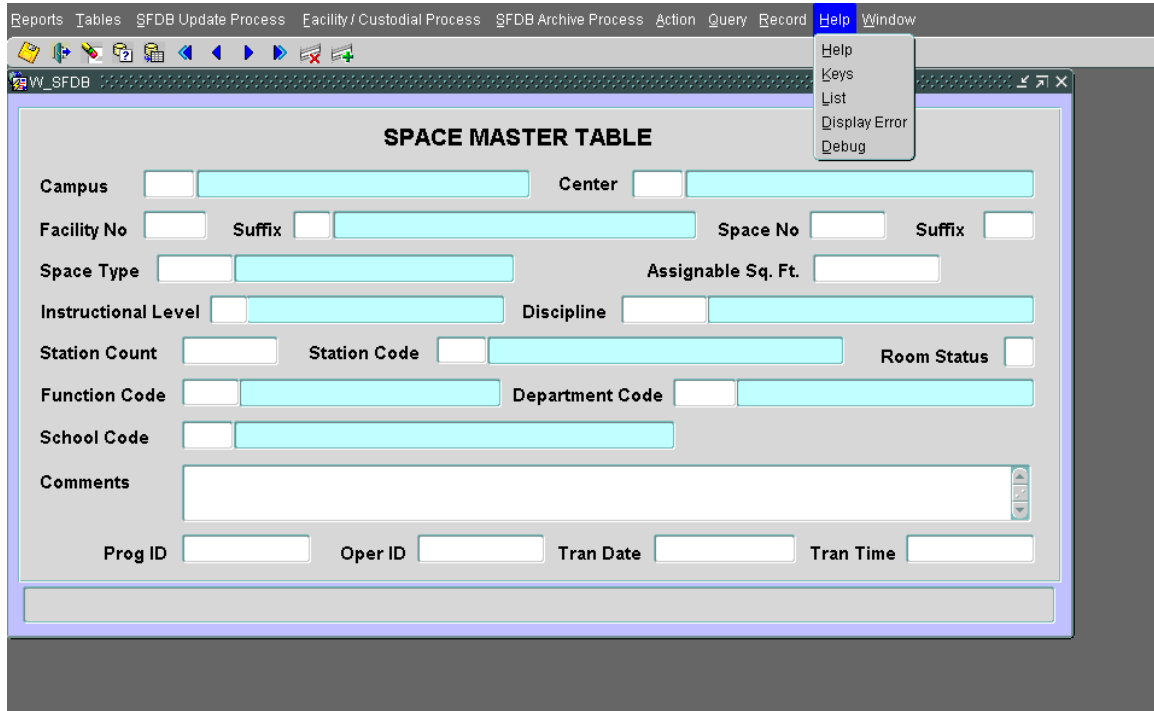 Reports Tables SFDB Update Process Facility / Custodial Process SFDB Archive Process Action Query Record Help Window
Help
Keys
List
Display Error
Debug
W_SFDB
SPACE MASTER TABLE
Campus Center
Facility No Suffix Space No Suffix
Space Type Assignable Sq. Ft.
Instructional Level Discipline
Station Count Station Code Room Status
Function Code Department Code
School Code
Comments
Prog ID Oper ID Tran Date Tran Time